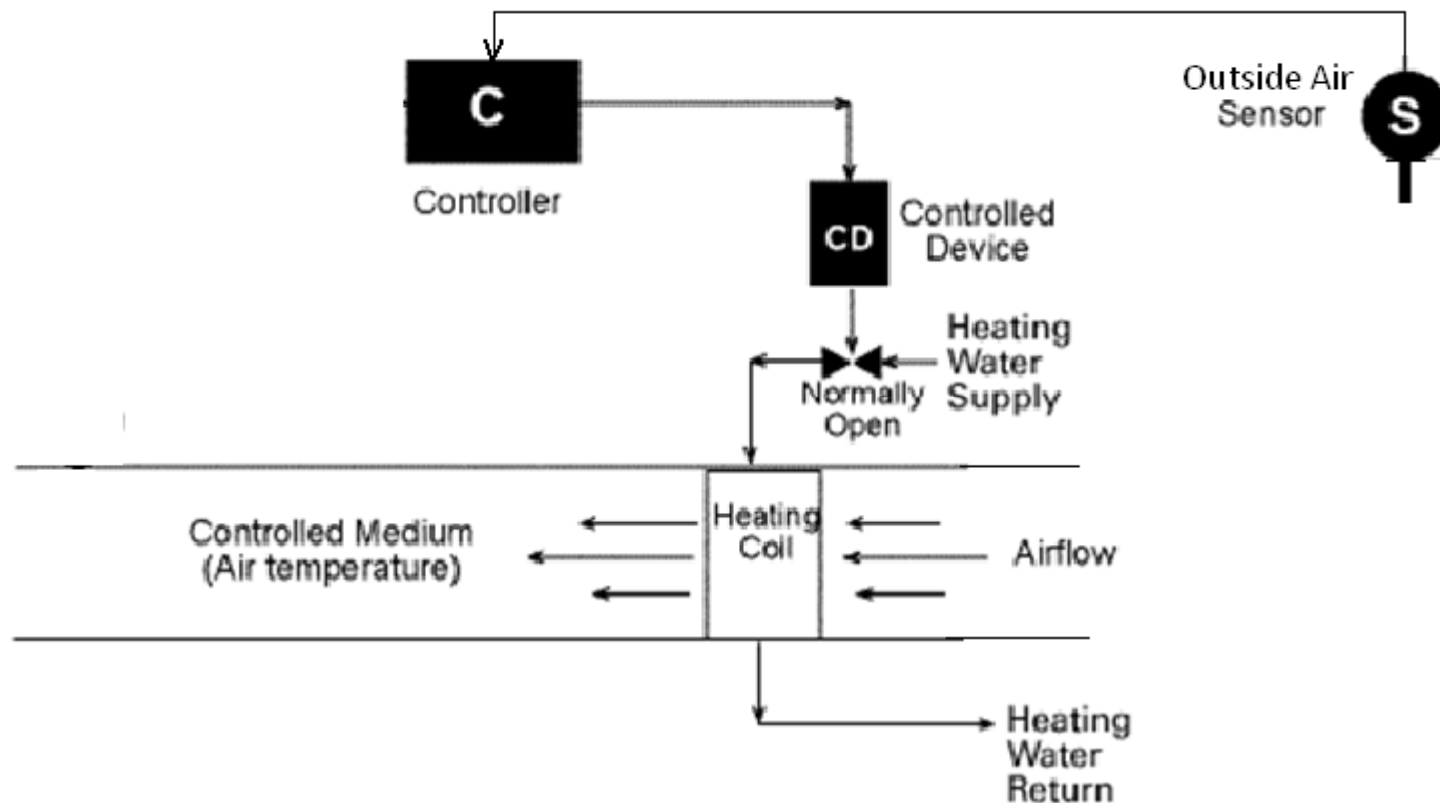 C
Controller
Outside Air
Sensor
S
CD
Controlled
Device
Heating
Water
Supply
Normally
Open
Controlled Medium
(Air temperature)
Heating
Coil
Airflow
Heating
Water
Return